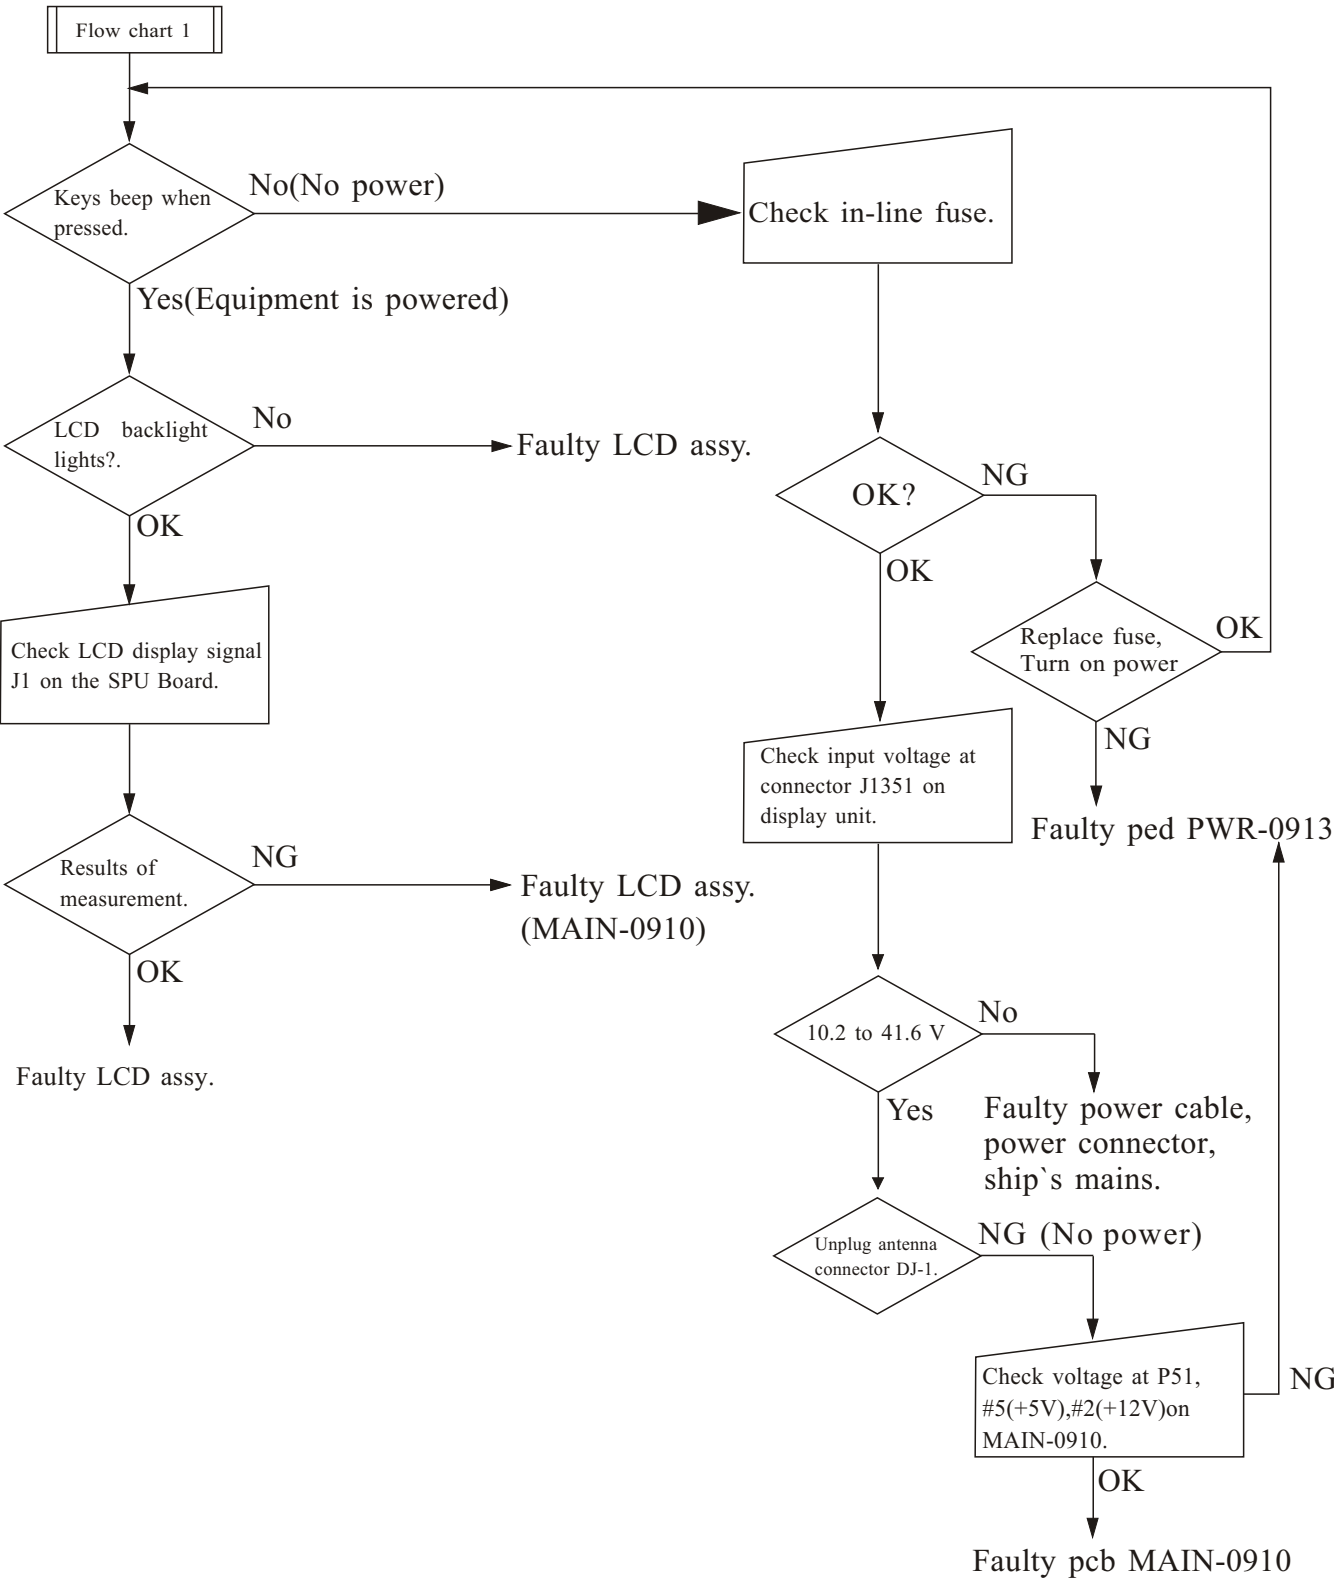 Flow chart 1
Keys beep when
pressed.
No(No power)
Check in-line fuse.
Yes(Equipment is powered)
LCD backlight
lights?.
No
Faulty LCD assy.
OK
Check LCD display signal
J1 on the SPU Board.
Results of
measurement.
NG
Faulty LCD assy.
(MAIN-0910)
OK
Faulty LCD assy.
OK?
NG
OK
Replace fuse,
Turn on power
OK
NG
Faulty ped PWR-0913
Check input voltage at
connector J1351 on
display unit.
10.2 to 41.6 V
No
Faulty power cable,
power connector,
ship`s mains.
Yes
Unplug antenna
connector DJ-1.
NG (No power)
Check voltage at P51,
#5(+5V),#2(+12V)on
MAIN-0910.
NG
OK
Faulty pcb MAIN-0910